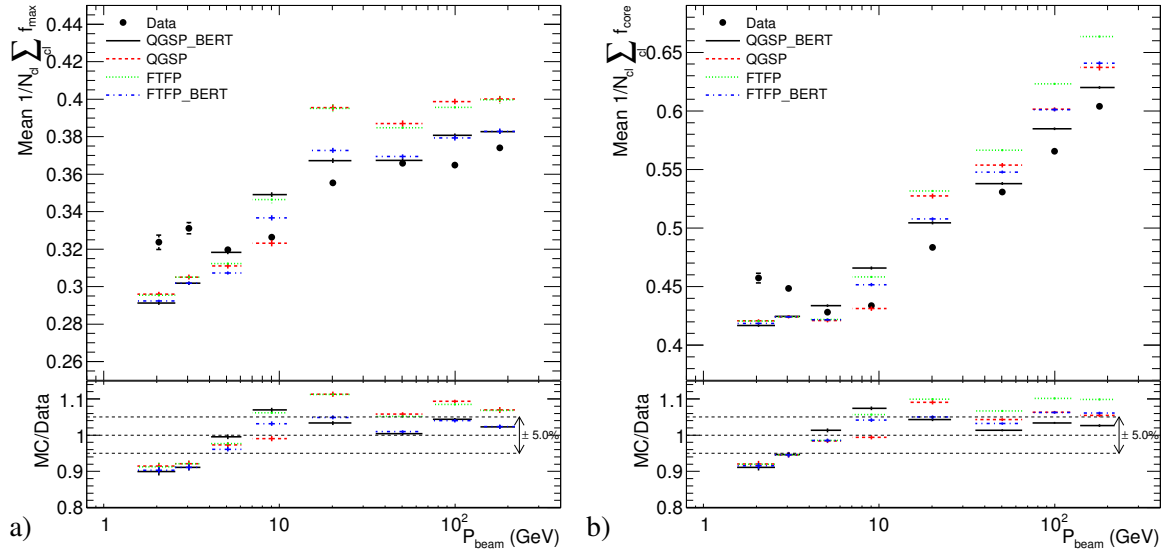 Mean 1/N_cl ∑_cl f_max
0.44
0.42
0.4
0.38
0.36
0.34
0.32
0.3
0.28
0.26
Data
QGSP_BERT
QGSP
FTFP
FTFP_BERT
MC/Data
1.1
1
0.9
0.8
± 5.0%
1
10
10²
P_beam (GeV)
a)
Mean 1/N_cl ∑_cl f_core
0.65
0.6
0.55
0.5
0.45
0.4
Data
QGSP_BERT
QGSP
FTFP
FTFP_BERT
MC/Data
1.1
1
0.9
0.8
± 5.0%
1
10
10²
P_beam (GeV)
b)